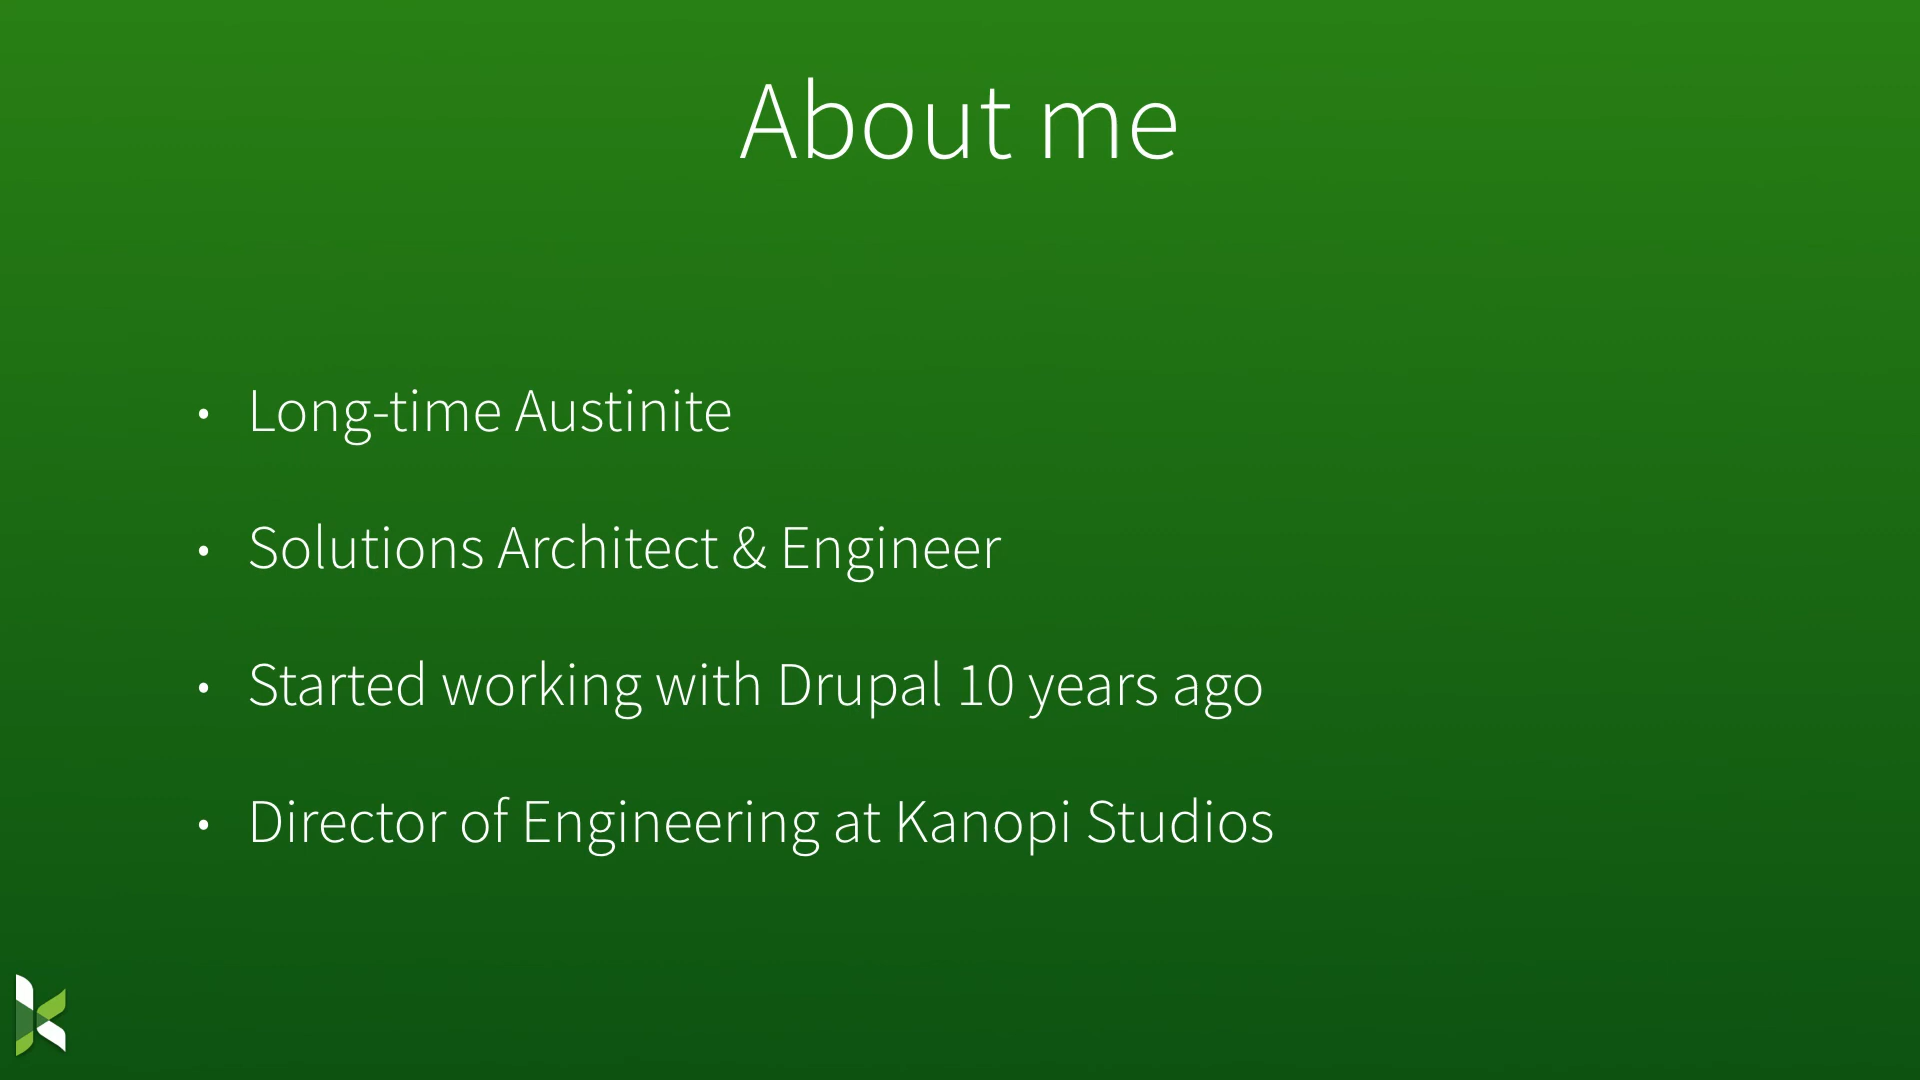 About me
• Long-time Austinite
• Solutions Architect & Engineer
• Started working with Drupal 10 years ago
• Director of Engineering at Kanopi Studios